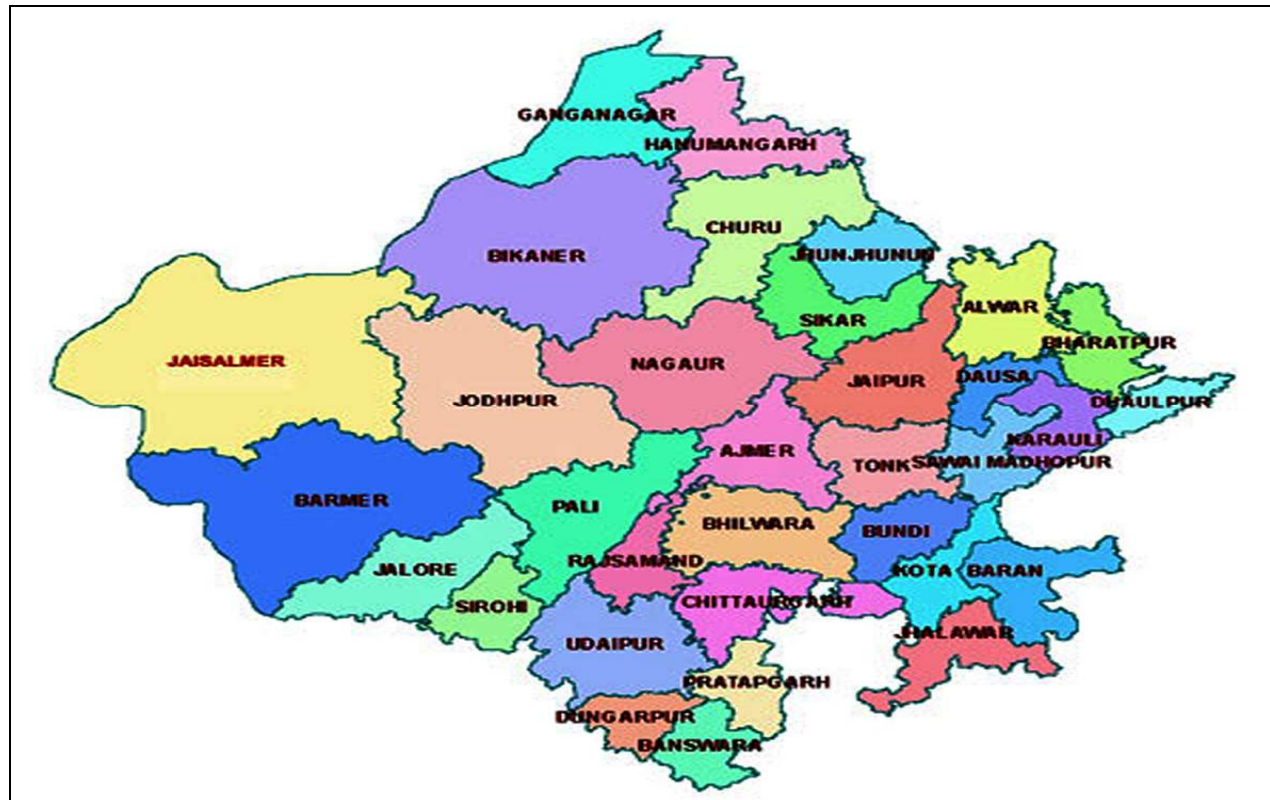 GANGANAGAR
HANUMANGARH
CHURU
BIKANER
JHUNJHUNUN
ALWAR
SIKAR
BHARATPUR
JAISALMER
NAGAUR
JAIPUR
DAUSA
JODHPUR
DHAULPUR
KARAULI
AJMER
TONK
SAWAI MADHOPUR
BARMER
PALI
BHILWARA
BUNDI
RAJSAMAND
JALORE
KOTA
BARAN
CHITTAURGARH
SIROHI
JHALAWAR
UDAIPUR
PRATAPGARH
DUNGARPUR
BANSWARA